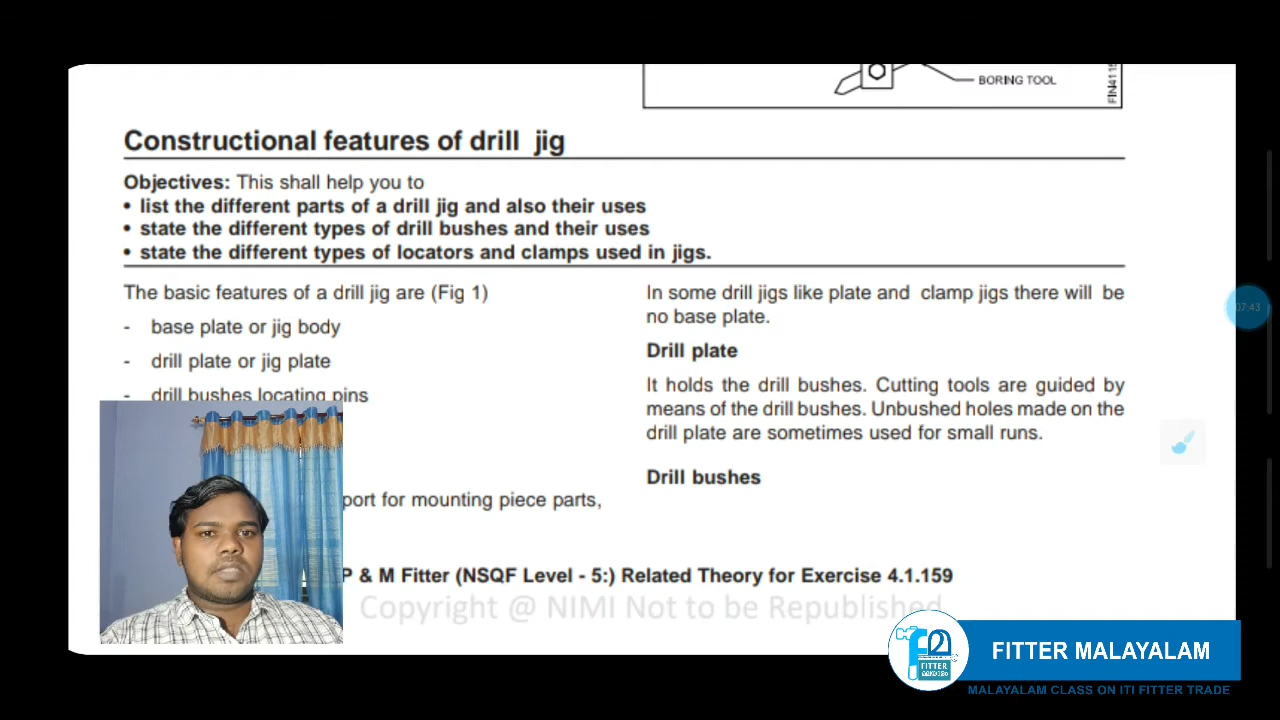 BORING TOOL
FIN4115
Constructional features of drill jig
Objectives: This shall help you to
• list the different parts of a drill jig and also their uses
• state the different types of drill bushes and their uses
• state the different types of locators and clamps used in jigs.
The basic features of a drill jig are (Fig 1)
- base plate or jig body
- drill plate or jig plate
- drill bushes locating pins
port for mounting piece parts,
In some drill jigs like plate and clamp jigs there will be
no base plate.
Drill plate
It holds the drill bushes. Cutting tools are guided by
means of the drill bushes. Unbushed holes made on the
drill plate are sometimes used for small runs.
Drill bushes
07:43
P & M Fitter (NSQF Level - 5:) Related Theory for Exercise 4.1.159
Copyright @ NIMI Not to be Republished
FITTER
FITTER MALAYALAM
MALAYALAM CLASS ON ITI FITTER TRADE